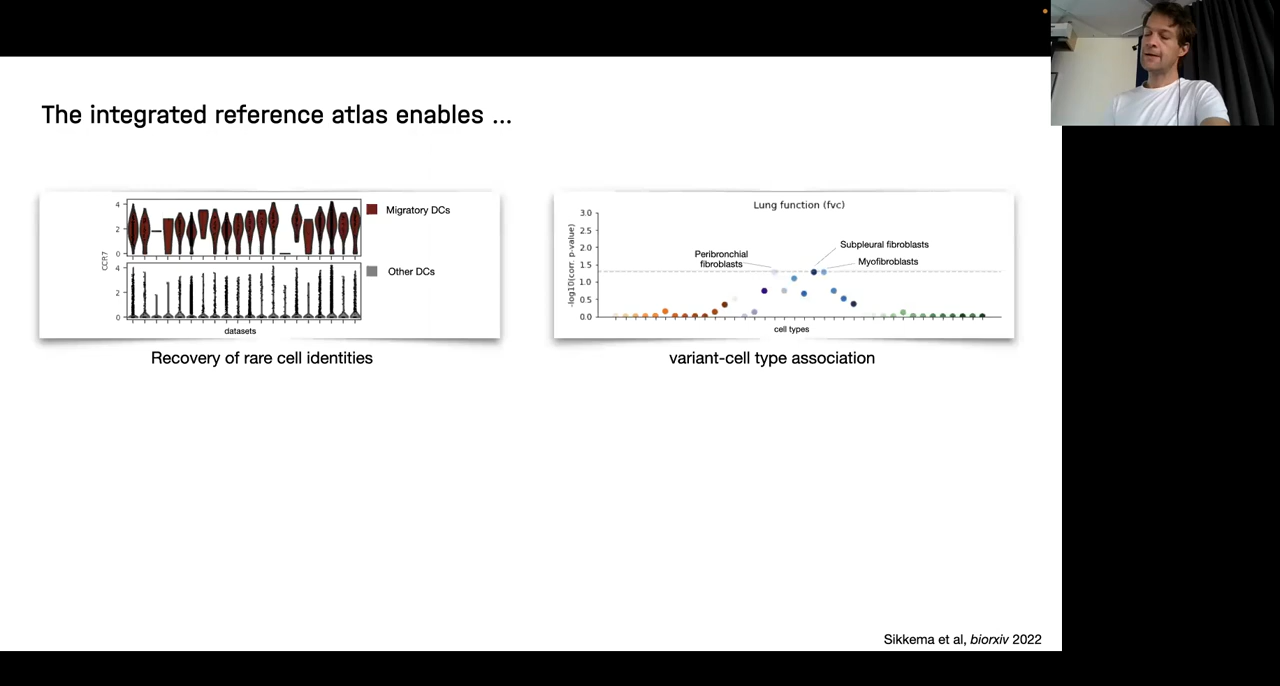 The integrated reference atlas enables ...
4
2
0
CCR7
4
2
0
datasets
Migratory DCs
Other DCs
Recovery of rare cell identities
Lung function (fvc)
3.0
2.5
2.0
1.5
1.0
0.5
0.0
-log10(corr. p-value)
Peribronchial
fibroblasts
Subpleural fibroblasts
Myofibroblasts
cell types
variant-cell type association
Sikkema et al, biorxiv 2022